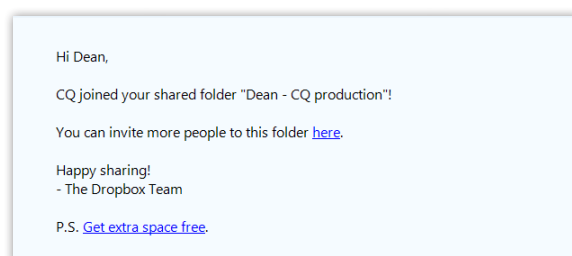 Hi Dean,
CQ joined your shared folder "Dean - CQ production"!
You can invite more people to this folder here.
Happy sharing!
- The Dropbox Team
P.S. Get extra space free.